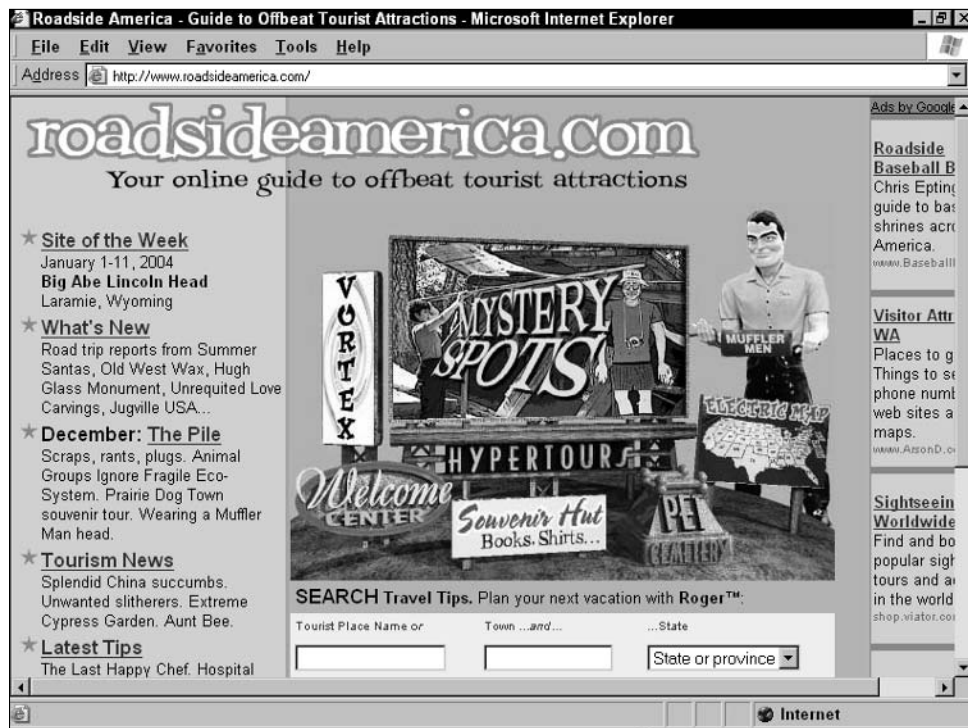 Roadside America - Guide to Offbeat Tourist Attractions - Microsoft Internet Explorer
File Edit View Favorites Tools Help
Address http://www.roadsideamerica.com/
roadsideamerica.com
Your online guide to offbeat tourist attractions
Site of the Week
January 1-11, 2004
Big Abe Lincoln Head
Laramie, Wyoming
What's New
Road trip reports from Summer
Santas, Old West Wax, Hugh
Glass Monument, Unrequited Love
Carvings, Jugville USA...
December: The Pile
Scraps, rants, plugs. Animal
Groups Ignore Fragile Eco-
System. Prairie Dog Town
souvenir tour. Wearing a Muffler
Man head.
Tourism News
Splendid China succumbs.
Unwanted slitherers. Extreme
Cypress Garden. Aunt Bee.
Latest Tips
The Last Happy Chef. Hospital
VORTEX
MYSTERY
SPOTS
MUFFLER
MEN
ELECTRIC MAP
HYPERTOURS
Welcome
CENTER
Souvenir Hut
Books. Shirts...
PET
CEMETERY
SEARCH Travel Tips. Plan your next vacation with Roger™:
Tourist Place Name or Town ...and... ...State
State or province
Ads by Google
Roadside
Baseball B
Chris Epting
guide to bas
shrines acro
America.
www.Baseball
Visitor Attr
WA
Places to g
Things to se
phone numb
web sites a
maps.
Sightseein
Worldwide
Find and bo
popular sigh
tours and a
in the world
shop.viator.co
Internet